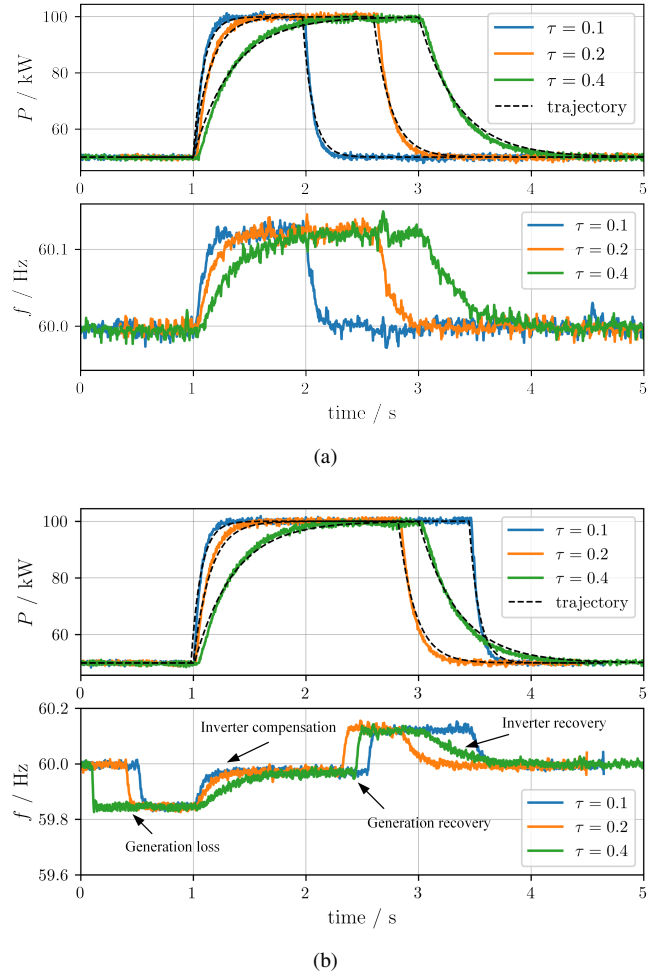 100
50
P / kW
τ = 0.1
τ = 0.2
τ = 0.4
trajectory
0 1 2 3 4 5
60.1
60.0
f / Hz
τ = 0.1
τ = 0.2
τ = 0.4
0 1 2 3 4 5
time / s
(a)
100
50
P / kW
τ = 0.1
τ = 0.2
τ = 0.4
trajectory
0 1 2 3 4 5
60.2
60.0
59.8
59.6
f / Hz
Inverter compensation
Inverter recovery
Generation loss
Generation recovery
τ = 0.1
τ = 0.2
τ = 0.4
0 1 2 3 4 5
time / s
(b)